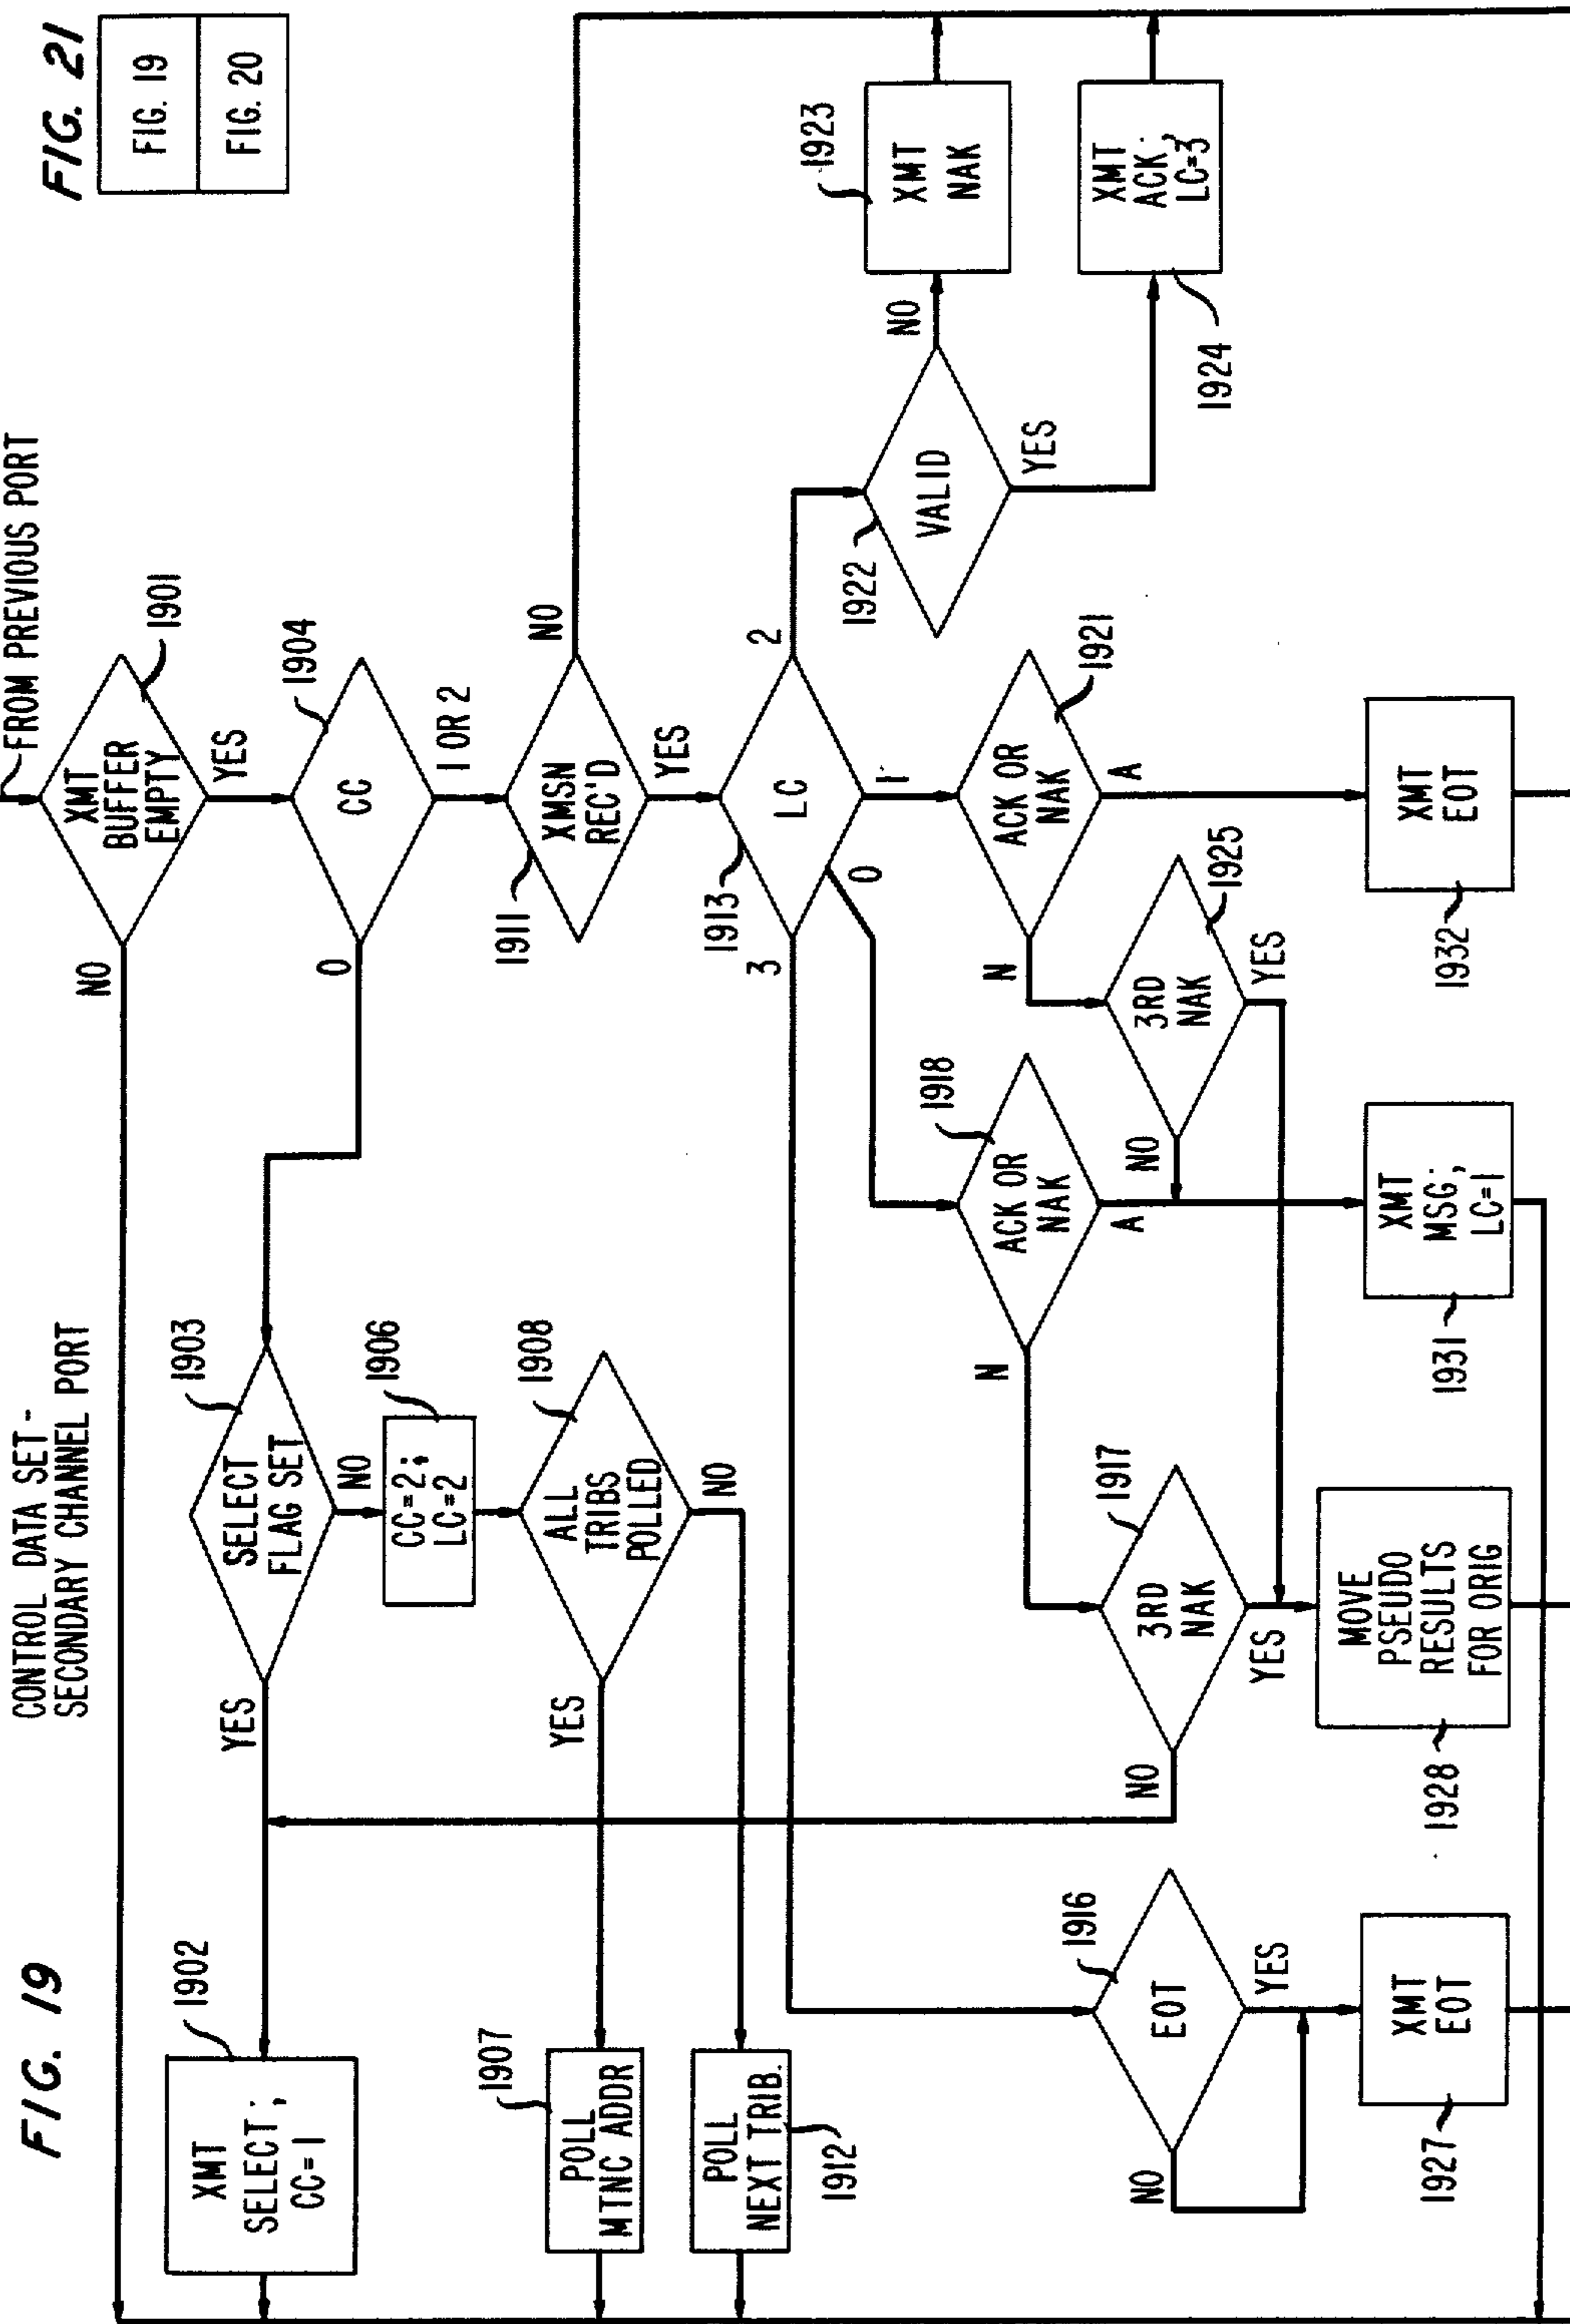 FIG. 19
CONTROL DATA SET-
SECONDARY CHANNEL PORT
FROM PREVIOUS PORT
FIG. 21
FIG. 19
FIG. 20
XMT
BUFFER
EMPTY
1901
NO
YES
CC
1904
0
1 OR 2
SELECT
FLAG SET
1903
YES
NO
XMT
SELECT;
CC=1
1902
CC=2;
LC=2
1906
ALL
TRIBS
POLLED
1908
YES
NO
POLL
MTNC ADDR
1907
POLL
NEXT TRIB.
1912
XMSN
REC'D
1911
NO
YES
LC
1913
3
2
0
1
VALID
1922
NO
YES
XMT
NAK
1923
XMT
ACK;
LC=3
1924
EOT
1916
NO
YES
3RD
NAK
1917
NO
YES
ACK OR
NAK
1918
N
A
3RD
NAK
1925
NO
YES
ACK OR
NAK
1921
N
A
XMT
EOT
1927
MOVE
PSEUDO
RESULTS
FOR ORIG
1928
XMT
MSG;
LC=1
1931
XMT
EOT
1932